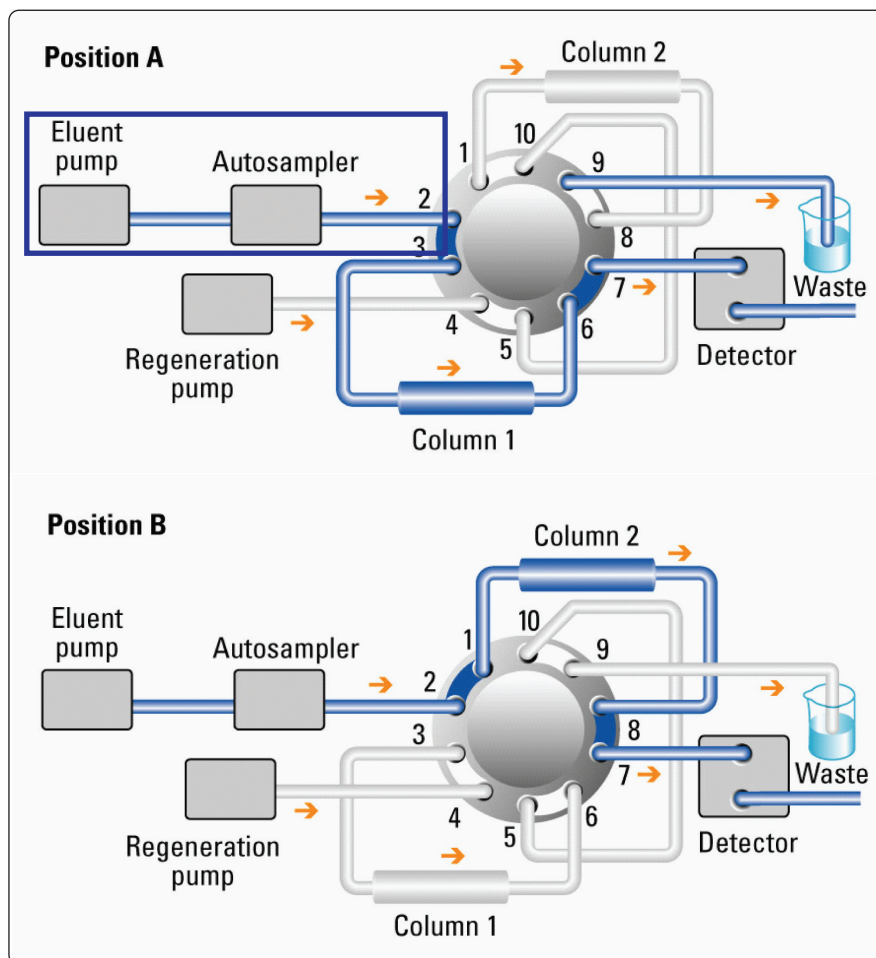 Position A
Column 2
Eluent
pump
Autosampler
1
10
9
2
3
8
Waste
7
4
5
6
Regeneration
pump
Detector
Column 1
Position B
Column 2
Eluent
pump
Autosampler
1
10
9
2
3
8
Waste
7
4
5
6
Regeneration
pump
Detector
Column 1